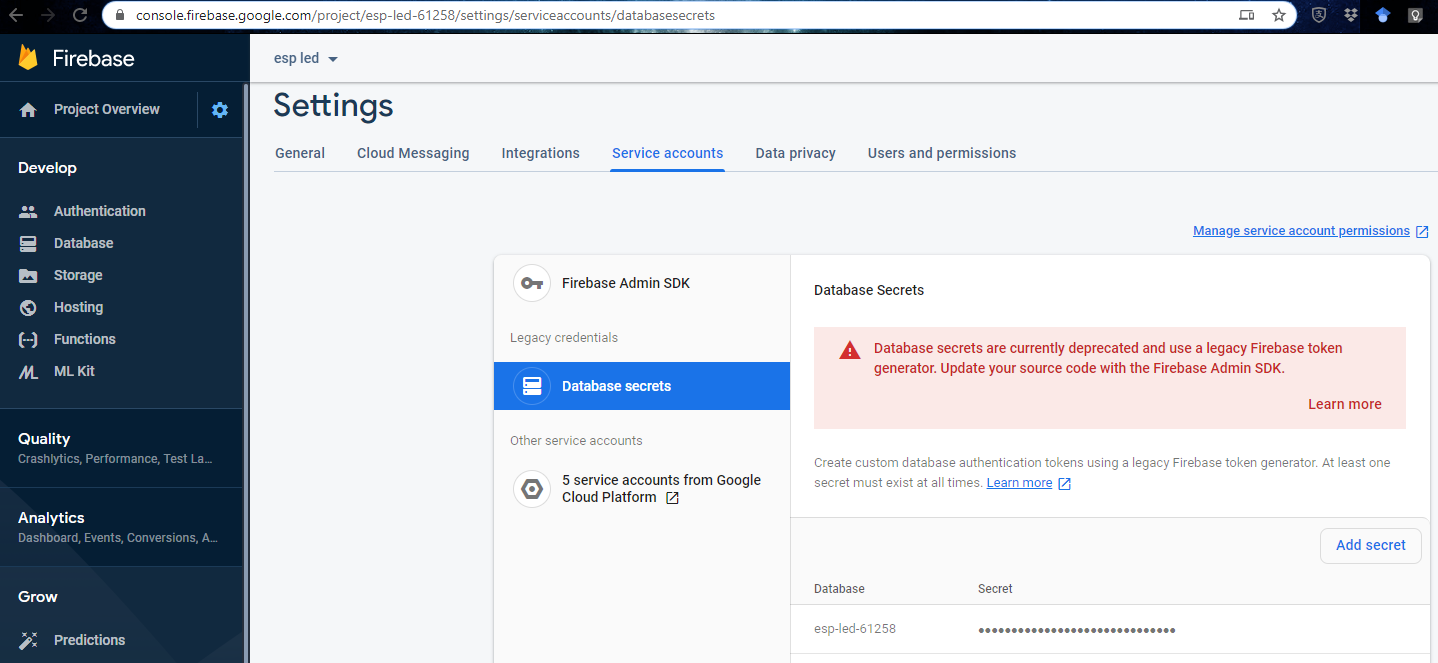 console.firebase.google.com/project/esp-led-61258/settings/serviceaccounts/databasesecrets
Firebase
esp led
Project Overview
Settings
General Cloud Messaging Integrations Service accounts Data privacy Users and permissions
Develop
Authentication
Database
Storage
Hosting
Functions
ML Kit
Quality
Crashlytics, Performance, Test La...
Analytics
Dashboard, Events, Conversions, A...
Grow
Predictions
Manage service account permissions
Firebase Admin SDK
Legacy credentials
Database secrets
Other service accounts
5 service accounts from Google
Cloud Platform
Database Secrets
Database secrets are currently deprecated and use a legacy Firebase token
generator. Update your source code with the Firebase Admin SDK.
Learn more
Create custom database authentication tokens using a legacy Firebase token generator. At least one
secret must exist at all times. Learn more
Add secret
Database Secret
esp-led-61258 ••••••••••••••••••••••••••••••